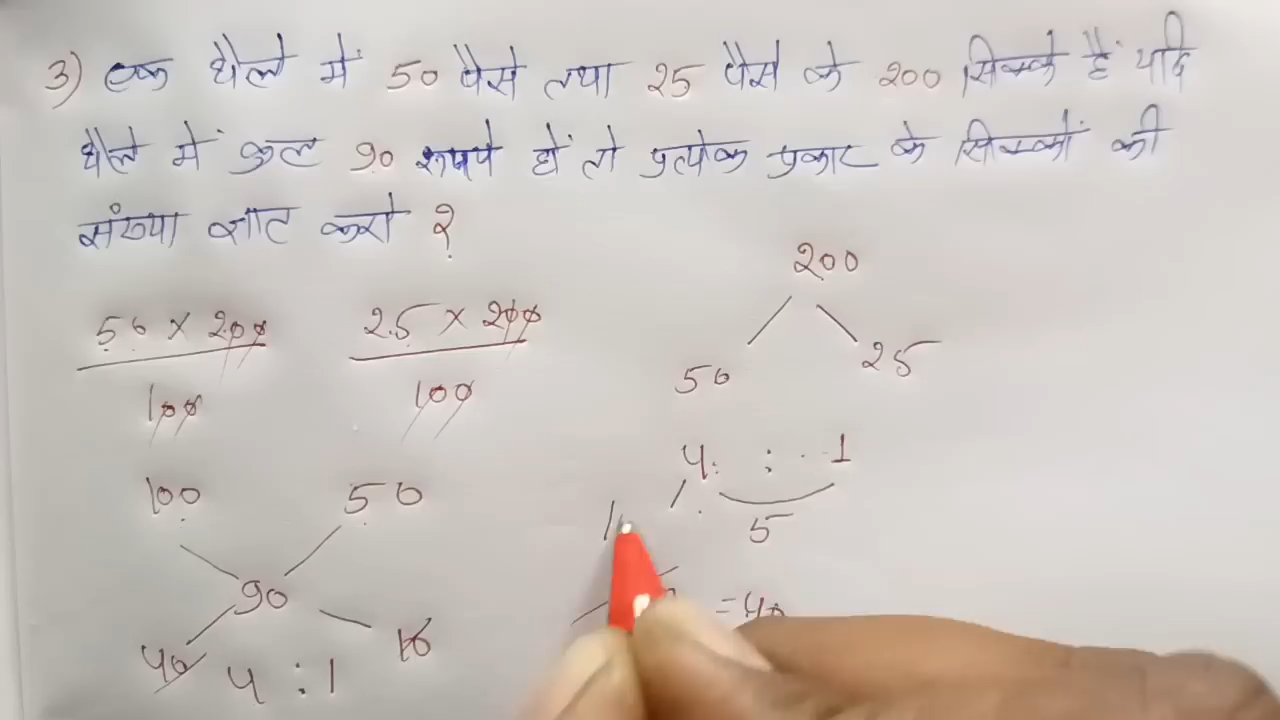 3) एक थैले में 50 पैसे तथा 25 पैसे के 200 सिक्के हैं यदि
थैले में कुल 90 रूपये हों तो प्रत्येक प्रकार के सिक्कों की
संख्या ज्ञात करो ?
50 × 200
100
25 × 200
100
100 50
90
40 10
4 : 1
200
50 25
4 : 1
5
= 40